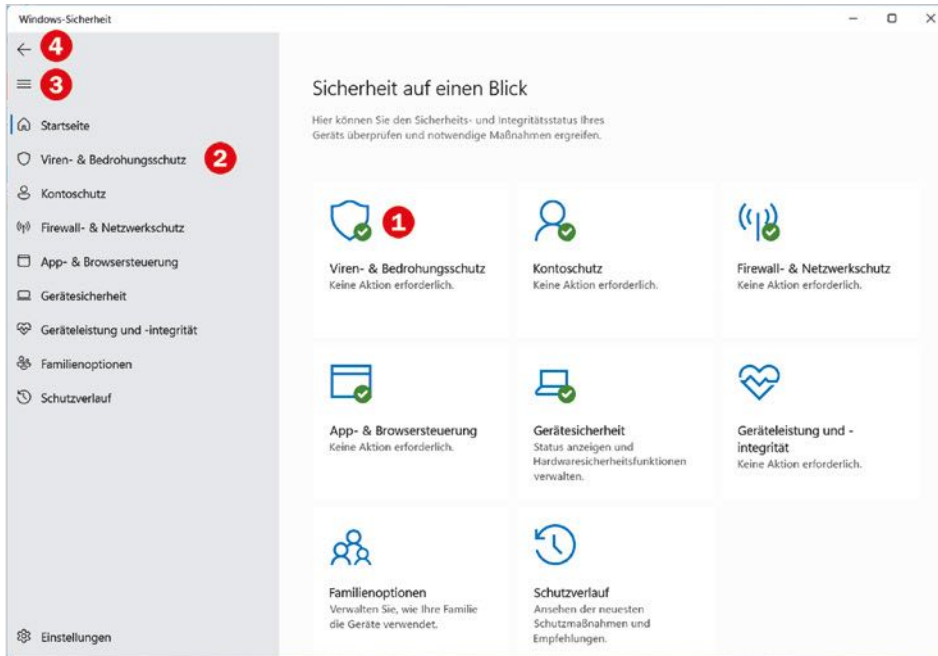 Windows-Sicherheit
4
3
Startseite
Viren- & Bedrohungsschutz 2
Kontoschutz
Firewall- & Netzwerkschutz
App- & Browsersteuerung
Gerätesicherheit
Geräteleistung und -integrität
Familienoptionen
Schutzverlauf
Einstellungen
Sicherheit auf einen Blick
Hier können Sie den Sicherheits- und Integritätsstatus Ihres
Geräts überprüfen und notwendige Maßnahmen ergreifen.
1
Viren- & Bedrohungsschutz
Keine Aktion erforderlich.
Kontoschutz
Keine Aktion erforderlich.
Firewall- & Netzwerkschutz
Keine Aktion erforderlich.
App- & Browsersteuerung
Keine Aktion erforderlich.
Gerätesicherheit
Status anzeigen und
Hardwaresicherheitsfunktionen
verwalten.
Geräteleistung und -
integrität
Keine Aktion erforderlich.
Familienoptionen
Verwalten Sie, wie Ihre Familie
die Geräte verwendet.
Schutzverlauf
Ansehen der neuesten
Schutzmaßnahmen und
Empfehlungen.